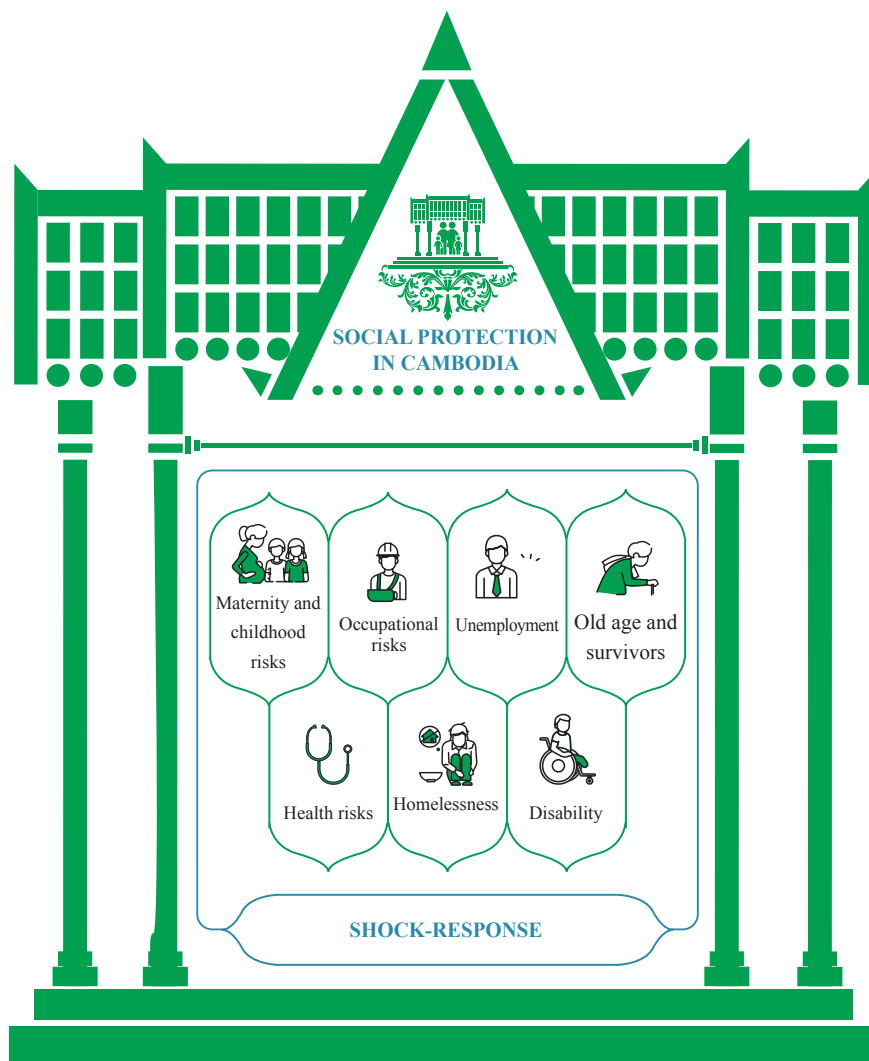 SOCIAL PROTECTION
IN CAMBODIA
Maternity and
childhood
risks
Occupational
risks
Unemployment
Old age and
survivors
Health risks
Homelessness
Disability
SHOCK-RESPONSE